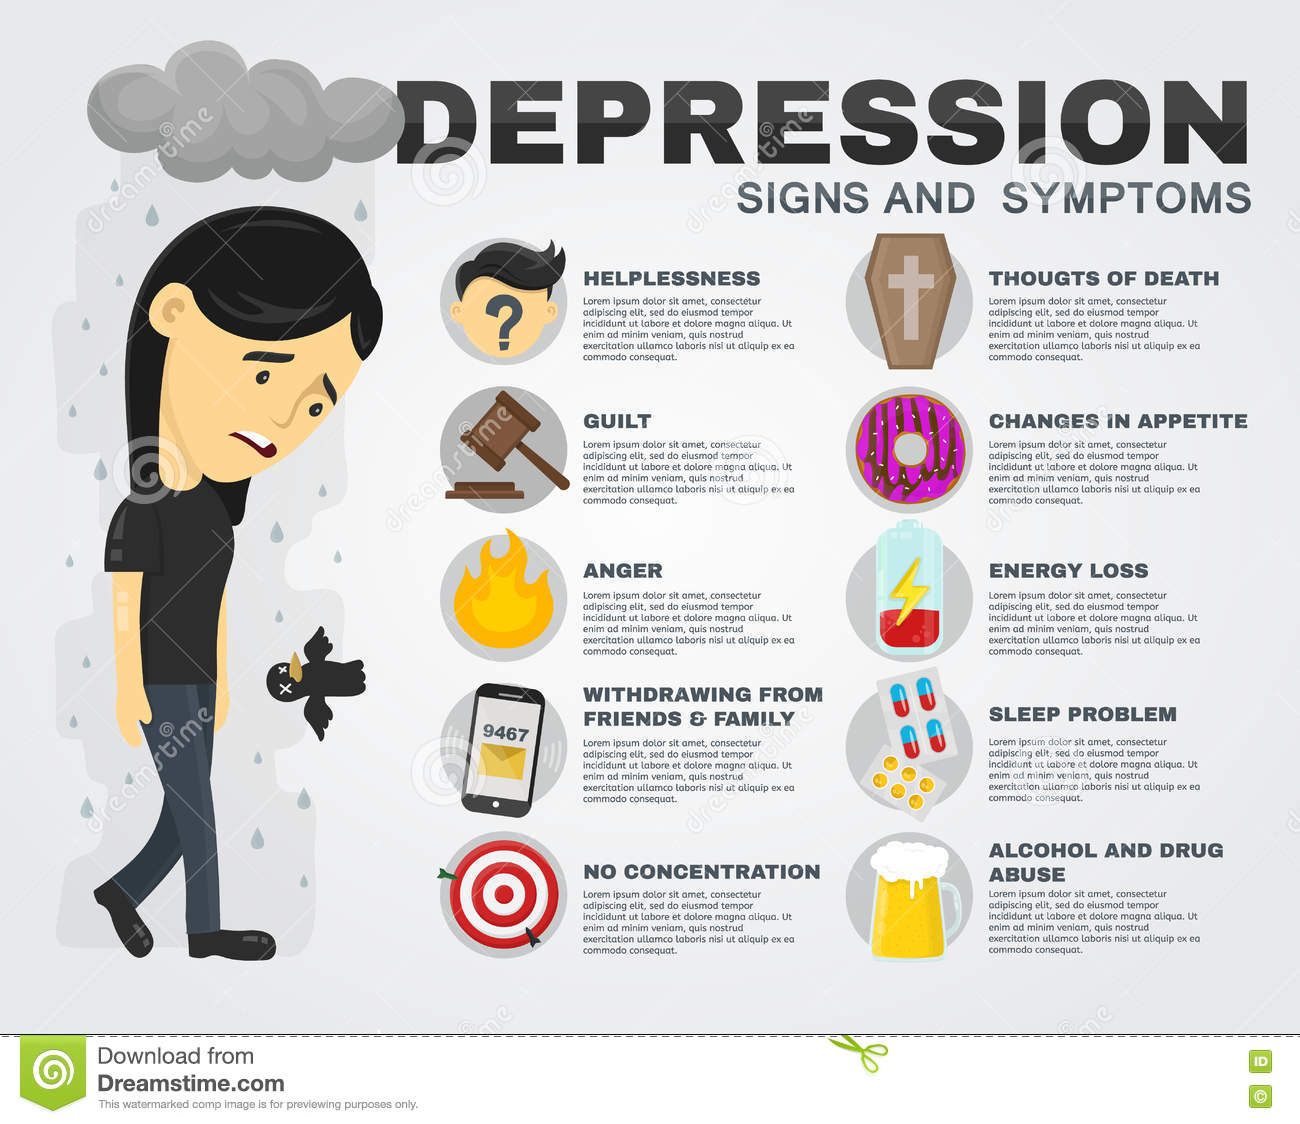 DEPRESSION
SIGNS AND SYMPTOMS
HELPLESSNESS
Lorem ipsum dolor sit amet, consectetur
adipiscing elit, sed do eiusmod tempor
incididunt ut labore et dolore magna aliqua. Ut
enim ad minim veniam, quis nostrud
exercitation ullamco laboris nisi ut aliquip ex ea
commodo consequat.
GUILT
Lorem ipsum dolor sit amet, consectetur
adipiscing elit, sed do eiusmod tempor
incididunt ut labore et dolore magna aliqua. Ut
enim ad minim veniam, quis nostrud
exercitation ullamco laboris nisi ut aliquip ex ea
commodo consequat.
ANGER
Lorem ipsum dolor sit amet, consectetur
adipiscing elit, sed do eiusmod tempor
incididunt ut labore et dolore magna aliqua. Ut
enim ad minim veniam, quis nostrud
exercitation ullamco laboris nisi ut aliquip ex ea
commodo consequat.
9467
WITHDRAWING FROM
FRIENDS & FAMILY
Lorem ipsum dolor sit amet, consectetur
adipiscing elit, sed do eiusmod tempor
incididunt ut labore et dolore magna aliqua. Ut
enim ad minim veniam, quis nostrud
exercitation ullamco laboris nisi ut aliquip ex ea
commodo consequat.
NO CONCENTRATION
Lorem ipsum dolor sit amet, consectetur
adipiscing elit, sed do eiusmod tempor
incididunt ut labore et dolore magna aliqua. Ut
enim ad minim veniam, quis nostrud
exercitation ullamco laboris nisi ut aliquip ex ea
commodo consequat.
THOUGTS OF DEATH
Lorem ipsum dolor sit amet, consectetur
adipiscing elit, sed do eiusmod tempor
incididunt ut labore et dolore magna aliqua. Ut
enim ad minim veniam, quis nostrud
exercitation ullamco laboris nisi ut aliquip ex ea
commodo consequat.
CHANGES IN APPETITE
Lorem ipsum dolor sit amet, consectetur
adipiscing elit, sed do eiusmod tempor
incididunt ut labore et dolore magna aliqua. Ut
enim ad minim veniam, quis nostrud
exercitation ullamco laboris nisi ut aliquip ex ea
commodo consequat.
ENERGY LOSS
Lorem ipsum dolor sit amet, consectetur
adipiscing elit, sed do eiusmod tempor
incididunt ut labore et dolore magna aliqua. Ut
enim ad minim veniam, quis nostrud
exercitation ullamco laboris nisi ut aliquip ex ea
commodo consequat.
SLEEP PROBLEM
Lorem ipsum dolor sit amet, consectetur
adipiscing elit, sed do eiusmod tempor
incididunt ut labore et dolore magna aliqua. Ut
enim ad minim veniam, quis nostrud
exercitation ullamco laboris nisi ut aliquip ex ea
commodo consequat.
ALCOHOL AND DRUG
ABUSE
Lorem ipsum dolor sit amet, consectetur
adipiscing elit, sed do eiusmod tempor
incididunt ut labore et dolore magna aliqua. Ut
enim ad minim veniam, quis nostrud
exercitation ullamco laboris nisi ut aliquip ex ea
commodo consequat.
Download from
Dreamstime.com
This watermarked comp image is for previewing purposes only.
ID
©